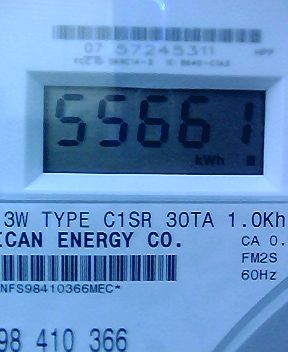 07 57245311 HPP
55661
kWh
3W TYPE C1SR 30TA 1.0Kh
ICAN ENERGY CO. CA 0.
FM2S
NFS98410366MEC* 60Hz
98 410 366